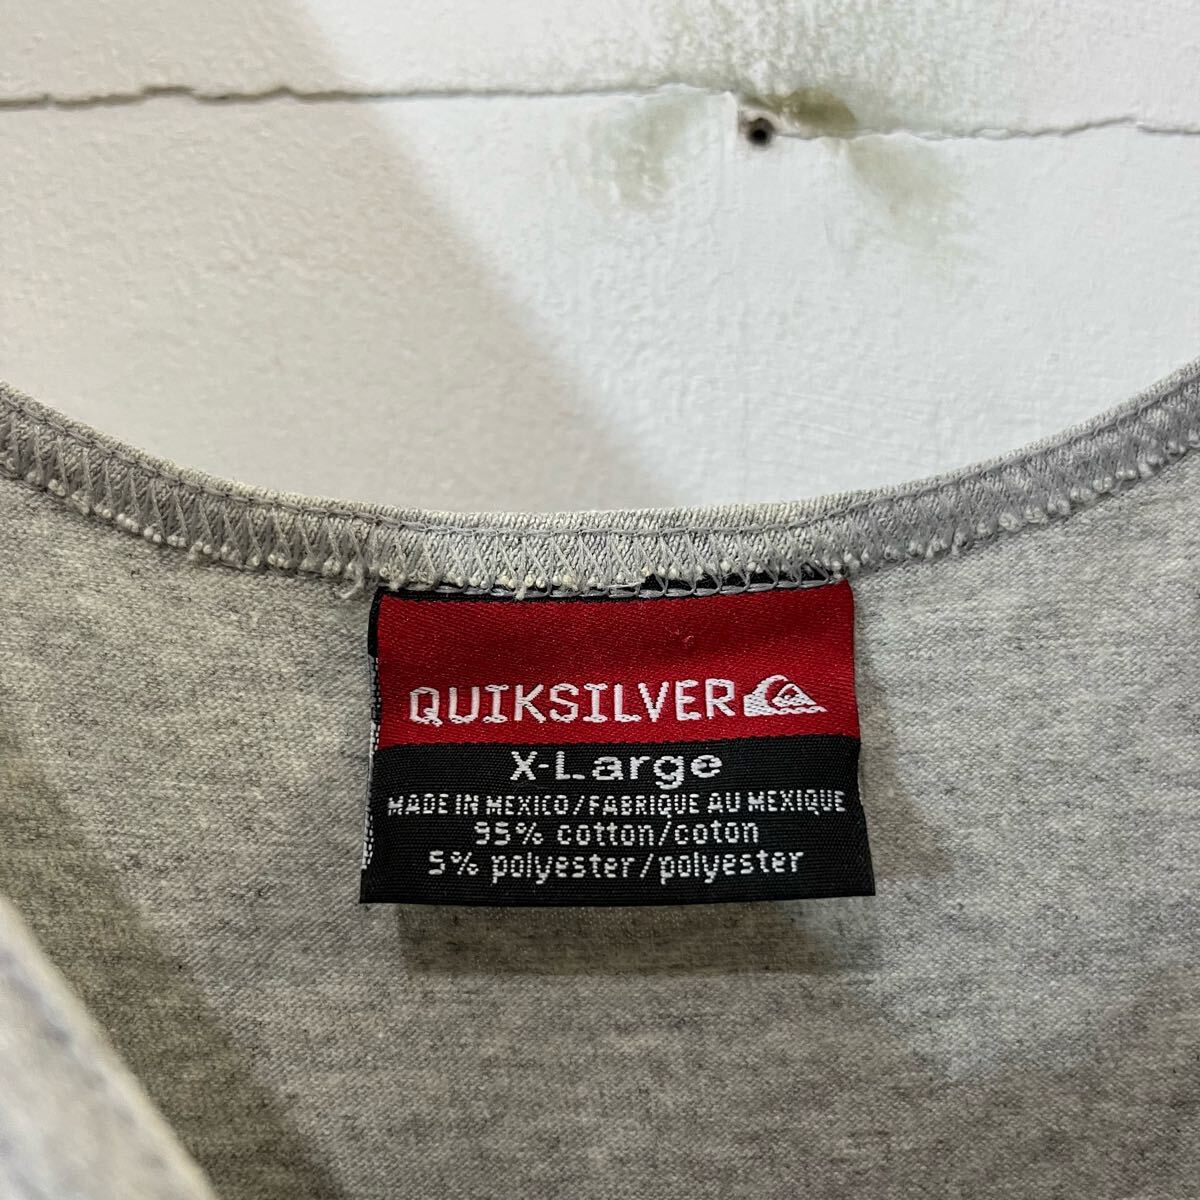 QUIKSILVER
X-Large
MADE IN MEXICO/FABRIQUE AU MEXIQUE
95% cotton/coton
5% polyester/polyester